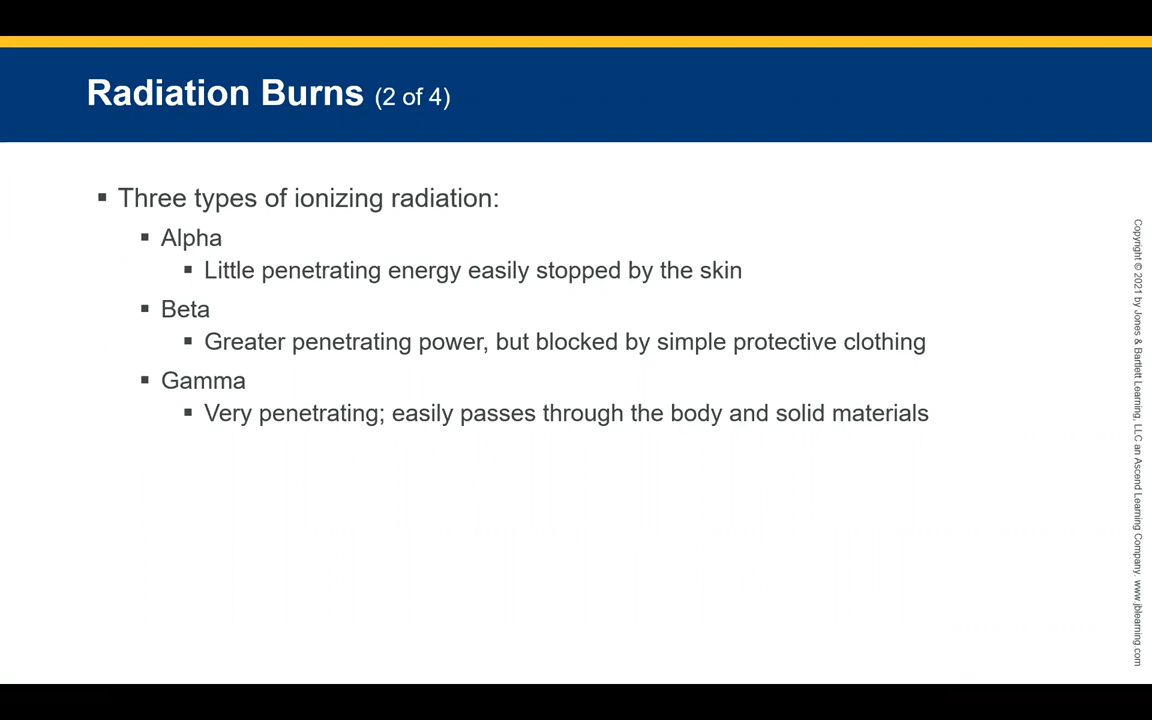 Radiation Burns (2 of 4)
▪ Three types of ionizing radiation:
▪ Alpha
▪ Little penetrating energy easily stopped by the skin
▪ Beta
▪ Greater penetrating power, but blocked by simple protective clothing
▪ Gamma
▪ Very penetrating; easily passes through the body and solid materials
Copyright © 2021 by Jones & Bartlett Learning, LLC an Ascend Learning Company. www.jblearning.com